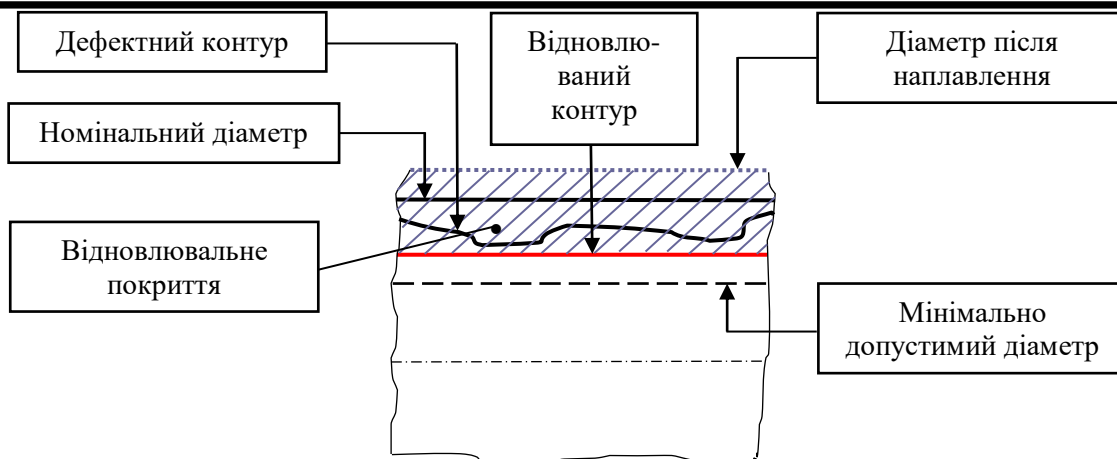 Дефектний контур
Відновлю-
ваний
контур
Діаметр після
наплавлення
Номінальний діаметр
Відновлювальне
покриття
Мінімально
допустимий діаметр